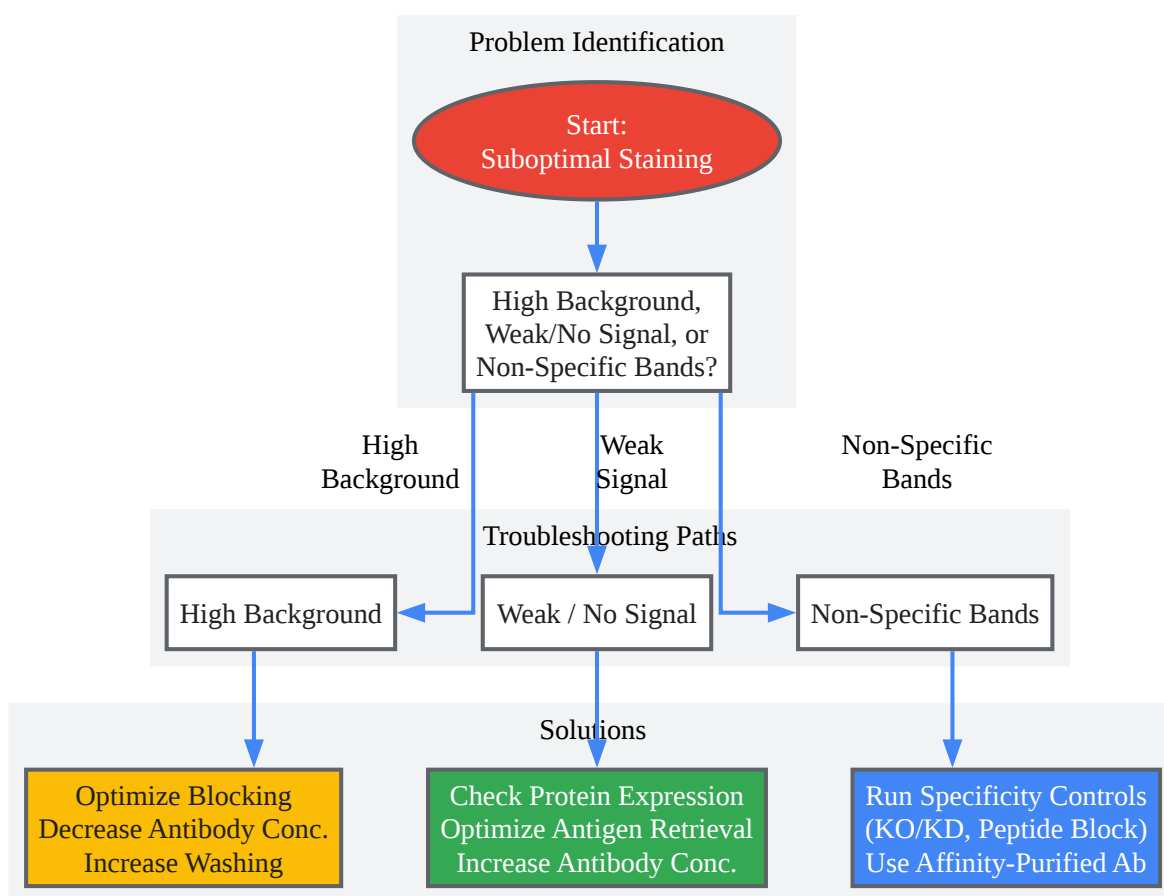 Problem Identification
Start:
Suboptimal Staining
High Background,
Weak/No Signal, or
Non-Specific Bands?
High
Background
Weak
Signal
Non-Specific
Bands
Troubleshooting Paths
High Background
Weak / No Signal
Non-Specific Bands
Solutions
Optimize Blocking
Decrease Antibody Conc.
Increase Washing
Check Protein Expression
Optimize Antigen Retrieval
Increase Antibody Conc.
Run Specificity Controls
(KO/KD, Peptide Block)
Use Affinity-Purified Ab